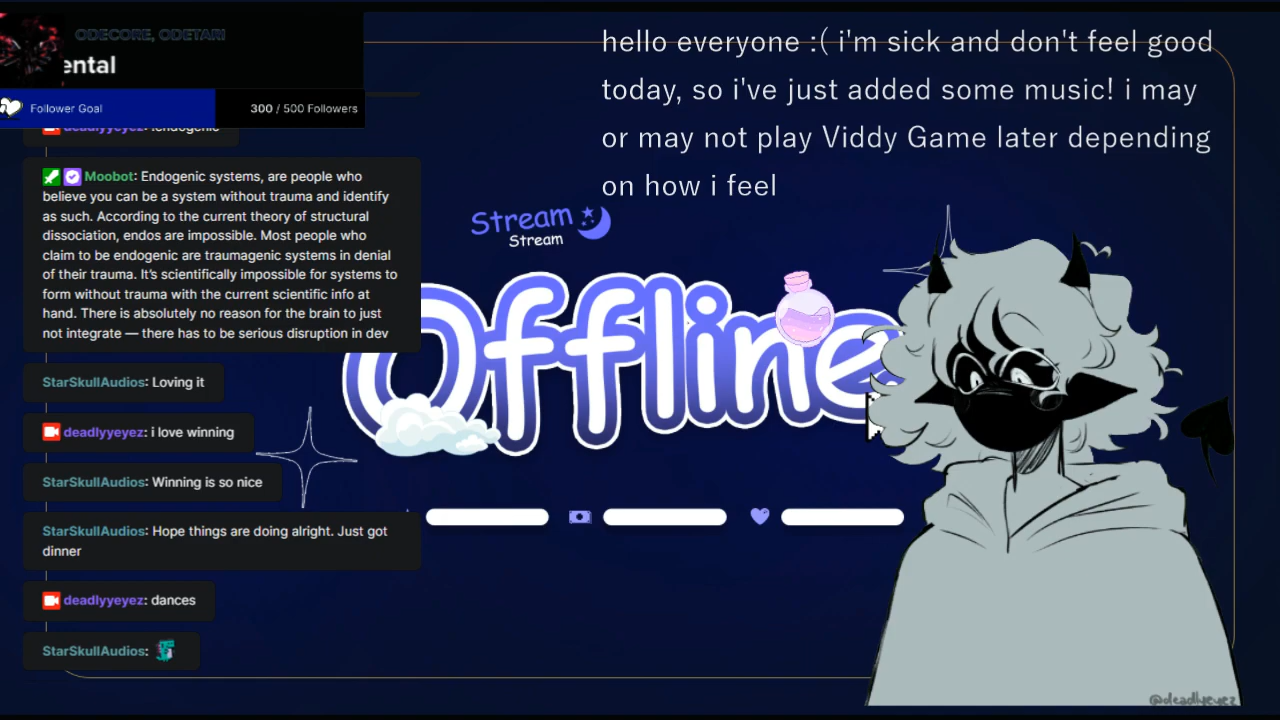 ODECORE, ODETARI
ental
Follower Goal
300 / 500 Followers
deadlyyeyez: !endogenic
Moobot: Endogenic systems, are people who
believe you can be a system without trauma and identify
as such. According to the current theory of structural
dissociation, endos are impossible. Most people who
claim to be endogenic are traumagenic systems in denial
of their trauma. It's scientifically impossible for systems to
form without trauma with the current scientific info at
hand. There is absolutely no reason for the brain to just
not integrate — there has to be serious disruption in dev
StarSkullAudios: Loving it
deadlyyeyez: i love winning
StarSkullAudios: Winning is so nice
StarSkullAudios: Hope things are doing alright. Just got
dinner
deadlyyeyez: dances
StarSkullAudios:
hello everyone :( i'm sick and don't feel good
today, so i've just added some music! i may
or may not play Viddy Game later depending
on how i feel
Stream
Stream
Offline
@deadlyeyez